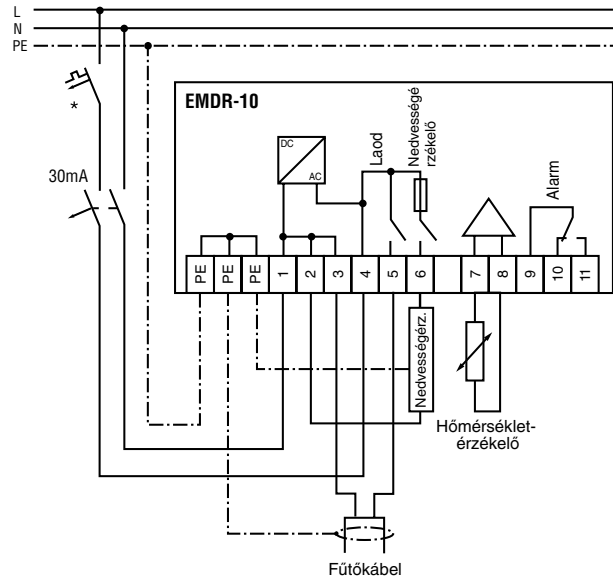 L
N
PE
*
30mA
EMDR-10
DC
AC
Laod
Nedvességé
rzékelő
Alarm
PE
PE
PE
1
2
3
4
5
6
7
8
9
10
11
Nedvességérz.
Hőmérséklet-
érzékelő
Fűtőkábel